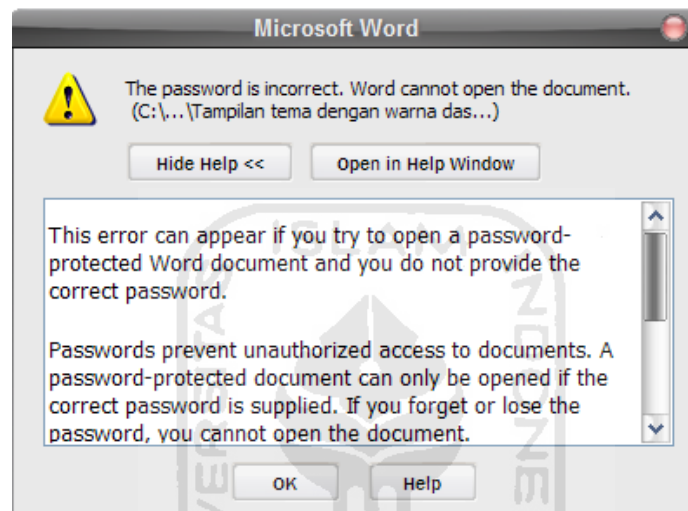 Microsoft Word
The password is incorrect. Word cannot open the document.
(C:\...\Tampilan tema dengan warna das...)
Hide Help <<
Open in Help Window
This error can appear if you try to open a password-
protected Word document and you do not provide the
correct password.
Passwords prevent unauthorized access to documents. A
password-protected document can only be opened if the
correct password is supplied. If you forget or lose the
password, you cannot open the document.
OK
Help
ISLAM